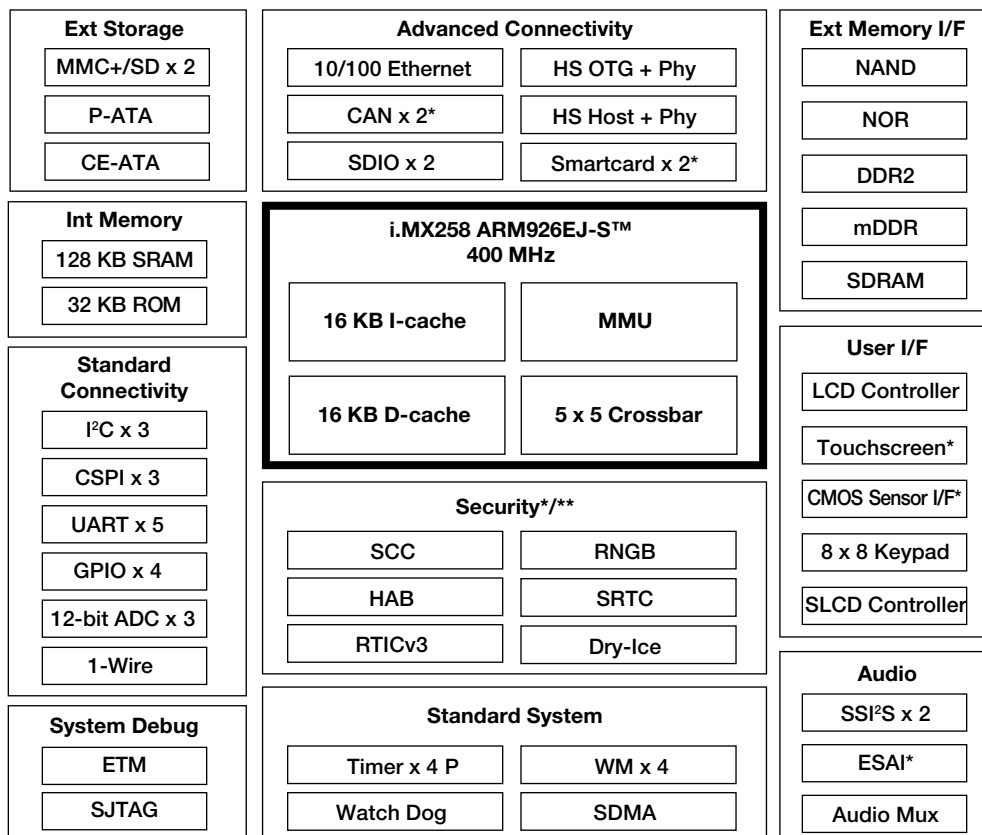 Ext Storage
MMC+/SD x 2
P-ATA
CE-ATA
Int Memory
128 KB SRAM
32 KB ROM
Standard
Connectivity
I²C x 3
CSPI x 3
UART x 5
GPIO x 4
12-bit ADC x 3
1-Wire
System Debug
ETM
SJTAG
Advanced Connectivity
10/100 Ethernet
HS OTG + Phy
CAN x 2*
HS Host + Phy
SDIO x 2
Smartcard x 2*
i.MX258 ARM926EJ-S™
400 MHz
16 KB I-cache
MMU
16 KB D-cache
5 x 5 Crossbar
Security*/**
SCC
RNGB
HAB
SRTC
RTICv3
Dry-Ice
Standard System
Timer x 4 P
WM x 4
Watch Dog
SDMA
Ext Memory I/F
NAND
NOR
DDR2
mDDR
SDRAM
User I/F
LCD Controller
Touchscreen*
CMOS Sensor I/F*
8 x 8 Keypad
SLCD Controller
Audio
SSI²S x 2
ESAI*
Audio Mux